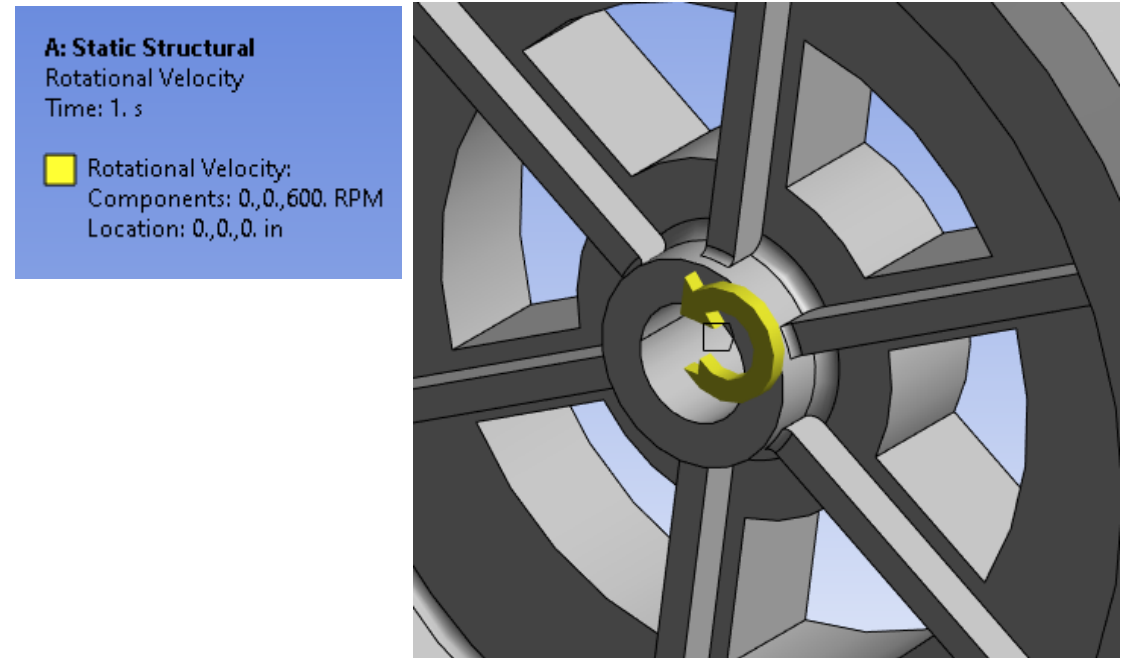 A: Static Structural
Rotational Velocity
Time: 1. s
Rotational Velocity:
Components: 0.,0.,600. RPM
Location: 0.,0.,0. in